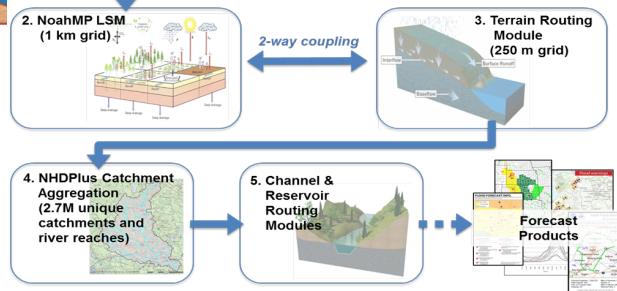 2. NoahMP LSM
(1 km grid)
2-way coupling
3. Terrain Routing
Module
(250 m grid)
Interflow
Surface Runoff
Baseflow
4. NHDPlus Catchment
Aggregation
(2.7M unique
catchments and
river reaches)
5. Channel &
Reservoir
Routing
Modules
Forecast
Products